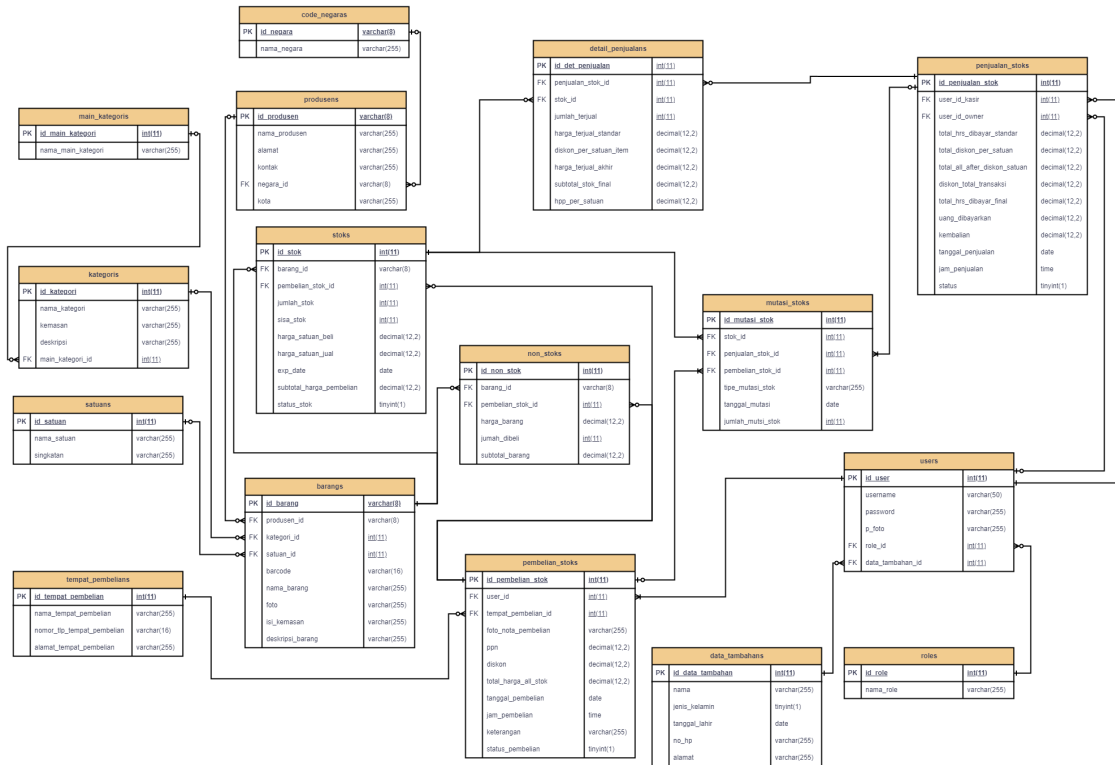 code_negaras
PK id_negara varchar(8)
nama_negara varchar(255)
produsens
PK id_produsen varchar(8)
nama_produsen varchar(255)
alamat varchar(255)
kontak varchar(255)
FK negara_id varchar(8)
kota varchar(255)
main_kategoris
PK id_main_kategori int(11)
nama_main_kategori varchar(255)
detail_penjualans
PK id_det_penjualan int(11)
FK penjualan_stok_id int(11)
FK stok_id int(11)
jumlah_terjual int(11)
harga_terjual_standar decimal(12,2)
diskon_per_satuan_item decimal(12,2)
harga_terjual_akhir decimal(12,2)
subtotal_stok_final decimal(12,2)
hpp_per_satuan decimal(12,2)
penjualan_stoks
PK id_penjualan_stok int(11)
FK user_id_kasir int(11)
FK user_id_owner int(11)
total_hrs_dibayar_standar decimal(12,2)
total_diskon_per_satuan decimal(12,2)
total_all_after_diskon_satuan decimal(12,2)
diskon_total_transaksi decimal(12,2)
total_hrs_dibayar_final decimal(12,2)
uang_dibayarkan decimal(12,2)
kembalian decimal(12,2)
tanggal_penjualan date
jam_penjualan time
status tinyint(1)
stoks
PK id_stok int(11)
FK barang_id varchar(8)
FK pembelian_stok_id int(11)
jumlah_stok int(11)
sisa_stok int(11)
harga_satuan_beli decimal(12,2)
harga_satuan_jual decimal(12,2)
exp_date date
subtotal_harga_pembelian decimal(12,2)
status_stok tinyint(1)
kategoris
PK id_kategori int(11)
nama_kategori varchar(255)
kemasan varchar(255)
deskripsi varchar(255)
FK main_kategori_id int(11)
mutasi_stoks
PK id_mutasi_stok int(11)
FK stok_id int(11)
FK penjualan_stok_id int(11)
FK pembelian_stok_id int(11)
tipe_mutasi_stok varchar(255)
tanggal_mutasi date
jumlah_mutsi_stok int(11)
non_stoks
PK id_non_stok int(11)
FK barang_id varchar(8)
FK pembelian_stok_id int(11)
harga_barang decimal(12,2)
jumah_dibeli int(11)
subtotal_barang decimal(12,2)
satuans
PK id_satuan int(11)
nama_satuan varchar(255)
singkatan varchar(255)
barangs
PK id_barang varchar(8)
FK produsen_id varchar(8)
FK kategori_id int(11)
FK satuan_id int(11)
barcode varchar(16)
nama_barang varchar(255)
foto varchar(255)
isi_kemasan varchar(255)
deskripsi_barang varchar(255)
users
PK id_user int(11)
username varchar(50)
password varchar(255)
p_foto varchar(255)
FK role_id int(11)
FK data_tambahan_id int(11)
tempat_pembelians
PK id_tempat_pembelian int(11)
nama_tempat_pembelian varchar(255)
nomor_tlp_tempat_pembelian varchar(16)
alamat_tempat_pembelian varchar(255)
pembelian_stoks
PK id_pembelian_stok int(11)
FK user_id int(11)
FK tempat_pembelian_id int(11)
foto_nota_pembelian varchar(255)
ppn decimal(12,2)
diskon decimal(12,2)
total_harga_all_stok decimal(12,2)
tanggal_pembelian date
jam_pembelian time
keterangan varchar(255)
status_pembelian tinyint(1)
data_tambahans
PK id_data_tambahan int(11)
nama varchar(255)
jenis_kelamin tinyint(1)
tanggal_lahir date
no_hp varchar(255)
alamat varchar(255)
roles
PK id_role int(11)
nama_role varchar(255)